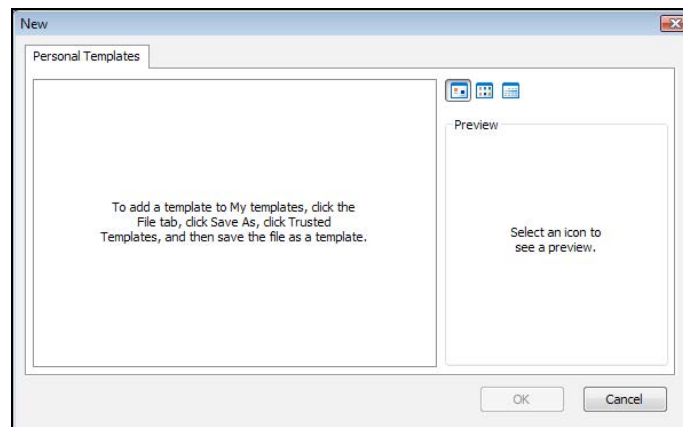 New
Personal Templates
To add a template to My templates, click the
File tab, click Save As, click Trusted
Templates, and then save the file as a template.
Preview
Select an icon to
see a preview.
OK
Cancel